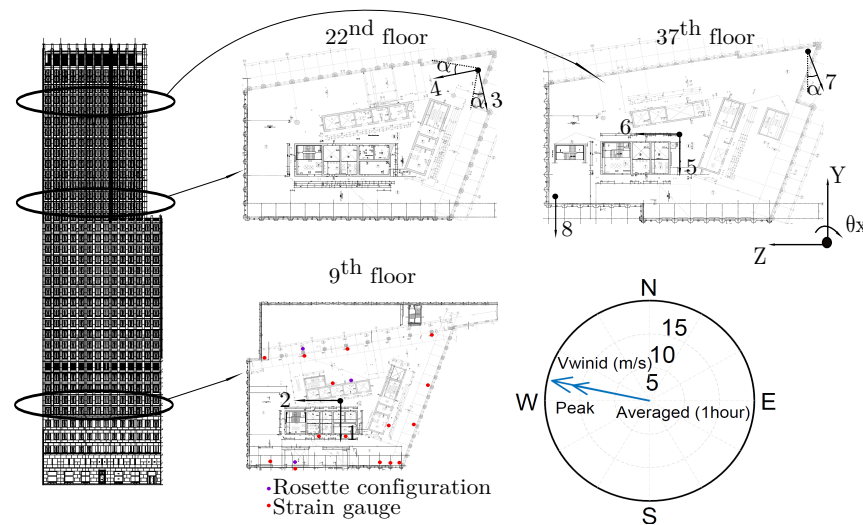 22nd floor
37th floor
α
4
α
3
α
7
6
5
8
Y
θx
Z
9th floor
2
1
Rosette configuration
Strain gauge
N
15
10
5
Vwinid (m/s)
W
E
Peak
Averaged (1hour)
S